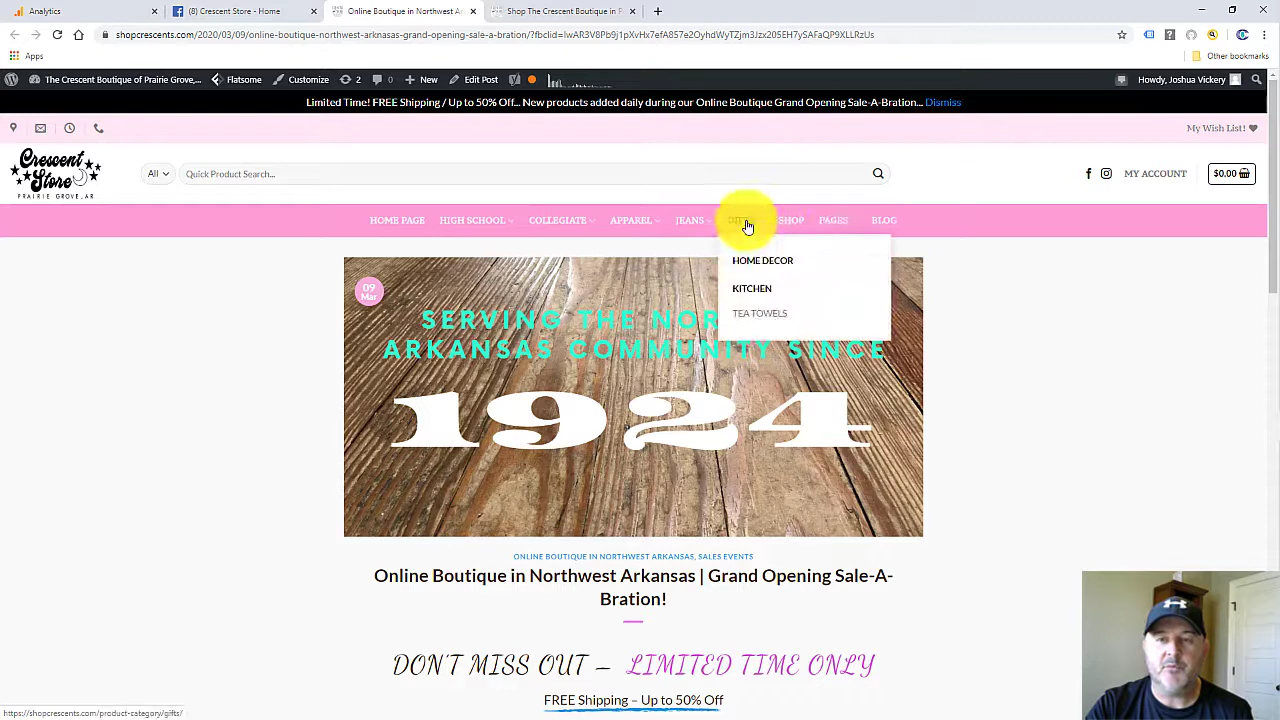 Analytics
(8) Crescent Store - Home
Online Boutique in Northwest Ar
Shop The Crescent Boutique in P
shopcrescents.com/2020/03/09/online-boutique-northwest-arknasas-grand-opening-sale-a-bration/?fbclid=IwAR3V8Pb9j1pXvHx7efA857e2OyhdWyTZjm3Jzx205EH7ySAFaQP9XLLRzUs
Apps
Other bookmarks
The Crescent Boutique of Prairie Grove,...
Flatsome
Customize
2
0
New
Edit Post
Howdy, Joshua Vickery
Limited Time! FREE Shipping / Up to 50% Off... New products added daily during our Online Boutique Grand Opening Sale-A-Bration... Dismiss
My Wish List!
Crescent
Store
PRAIRIE GROVE, AR
All
Quick Product Search...
MY ACCOUNT
$0.00
HOME PAGE
HIGH SCHOOL
COLLEGIATE
APPAREL
JEANS
SHOP
PAGES
BLOG
HOME DECOR
KITCHEN
TEA TOWELS
09
Mar
SERVING THE NOR
ARKANSAS COMMUNITY SINCE
1924
ONLINE BOUTIQUE IN NORTHWEST ARKANSAS, SALES EVENTS
Online Boutique in Northwest Arkansas | Grand Opening Sale-A-
Bration!
DON'T MISS OUT – LIMITED TIME ONLY
FREE Shipping – Up to 50% Off
https://shopcrescents.com/product-category/gifts/